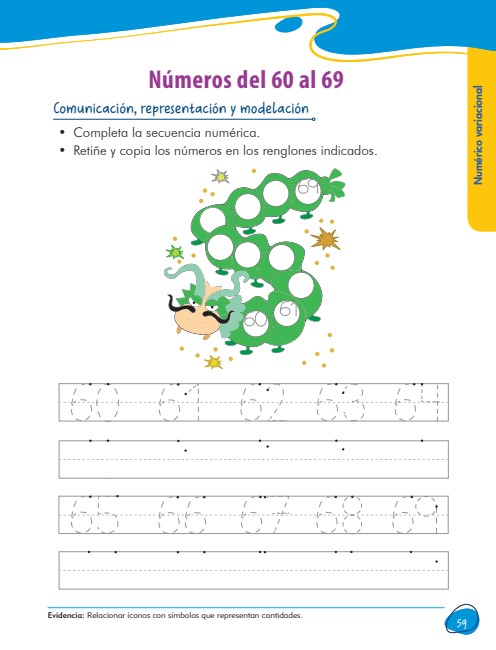 Números del 60 al 69
Numérico variacional
Comunicación, representación y modelación
• Completa la secuencia numérica.
• Retiñe y copia los números en los renglones indicados.
69
60 61
60 61 62 63 64
65 66 67 68 69
Evidencia: Relacionar íconos con símbolos que representan cantidades.
59